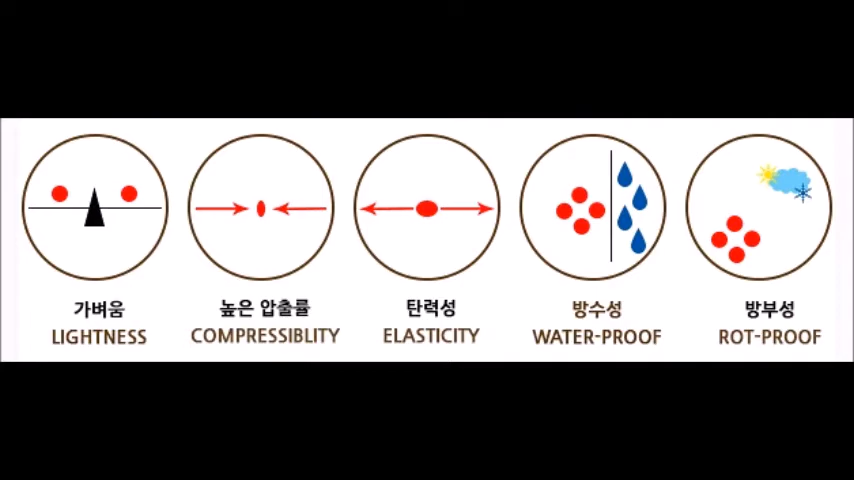 가벼움
LIGHTNESS
높은 압출률
COMPRESSIBLITY
탄력성
ELASTICITY
방수성
WATER-PROOF
방부성
ROT-PROOF